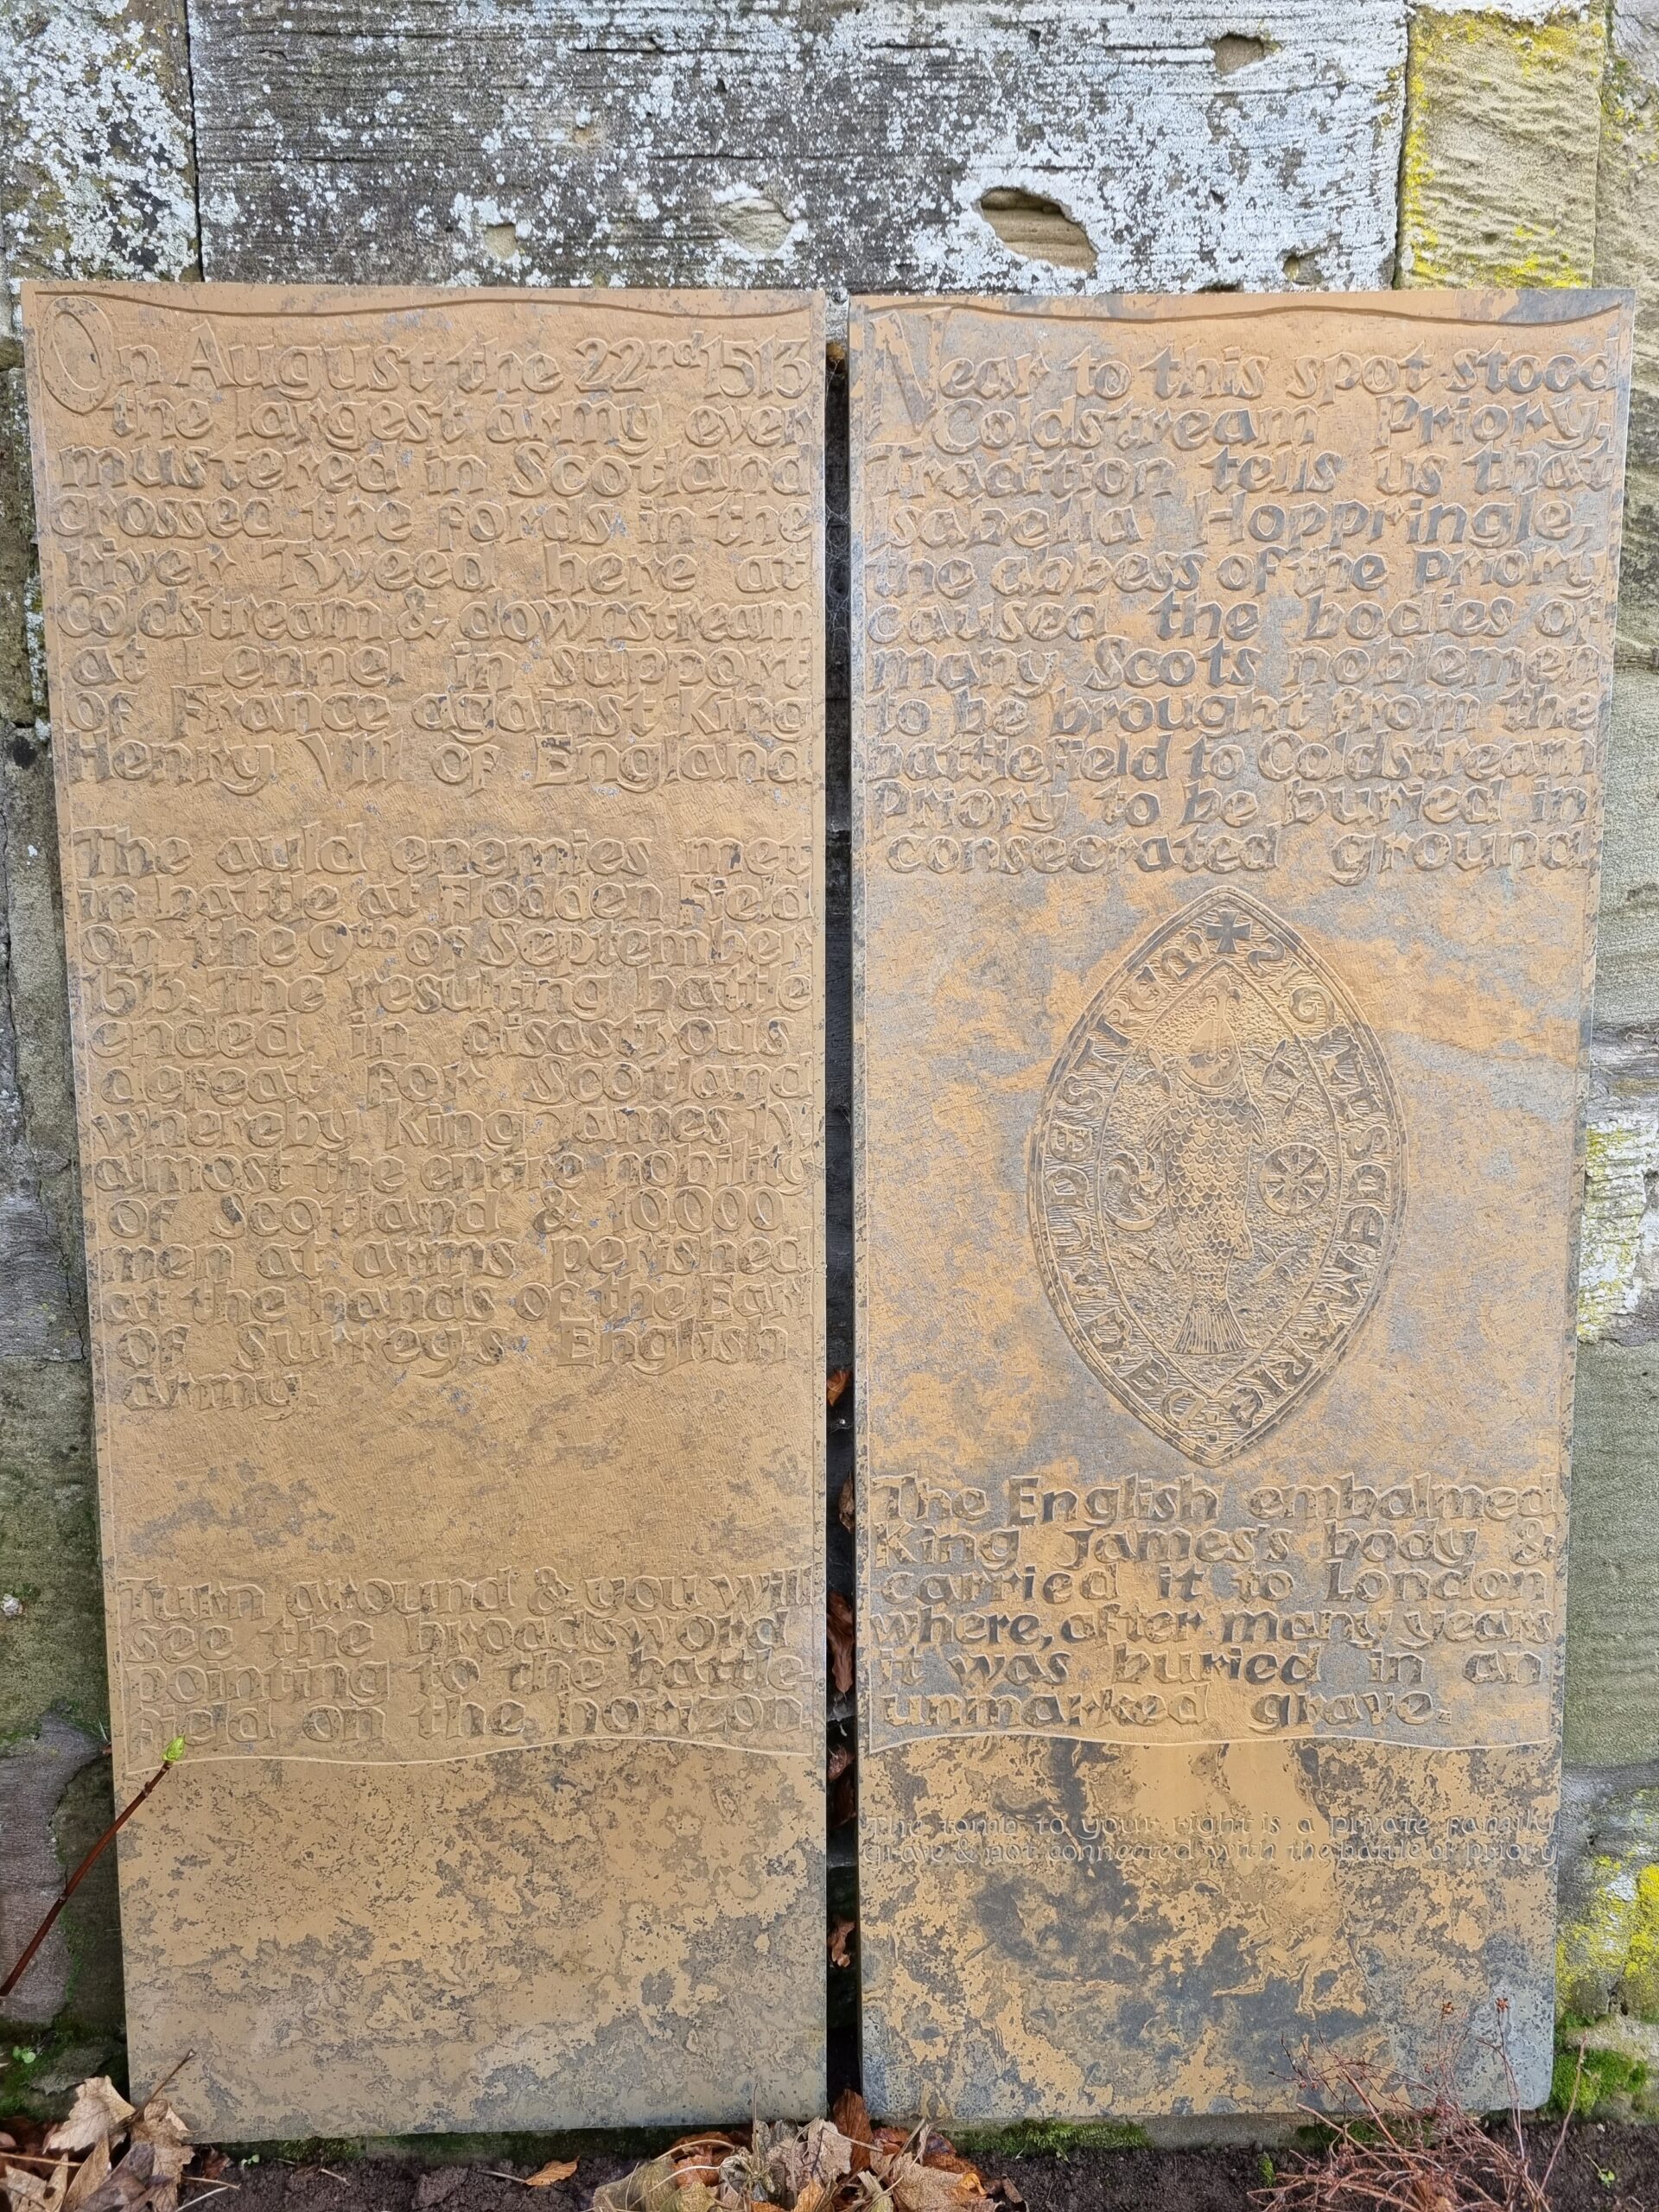 On August the 22nd 1513
the largest army ever
mustered in Scotland
crossed the fords in the
river Tweed here at
Coldstream & downstream
at Lennel in support
of France against King
Henry VIII of England
The auld enemies met
in battle at Flodden Field
on the 9th of September
1513. The resulting battle
ended in disastrous
defeat for Scotland
whereby King James IV
almost the entire nobility
of Scotland & 10,000
men at arms perished
at the hands of the Earl
of Surrey's English
army.
Turn around & you will
see the broadsword
pointing to the battle-
field on the horizon.
Near to this spot stood
Coldstream Priory.
Tradition tells us that
Isabella Hoppringle,
the abbess of the priory
caused the bodies of
many Scots noblemen
to be brought from the
battlefield to Coldstream
Priory to be buried in
consecrated ground.
The English embalmed
King James's body &
carried it to London
where, after many years
it was buried in an
unmarked grave.
The tomb to your right is a private family
grave & not connected with the battle or priory